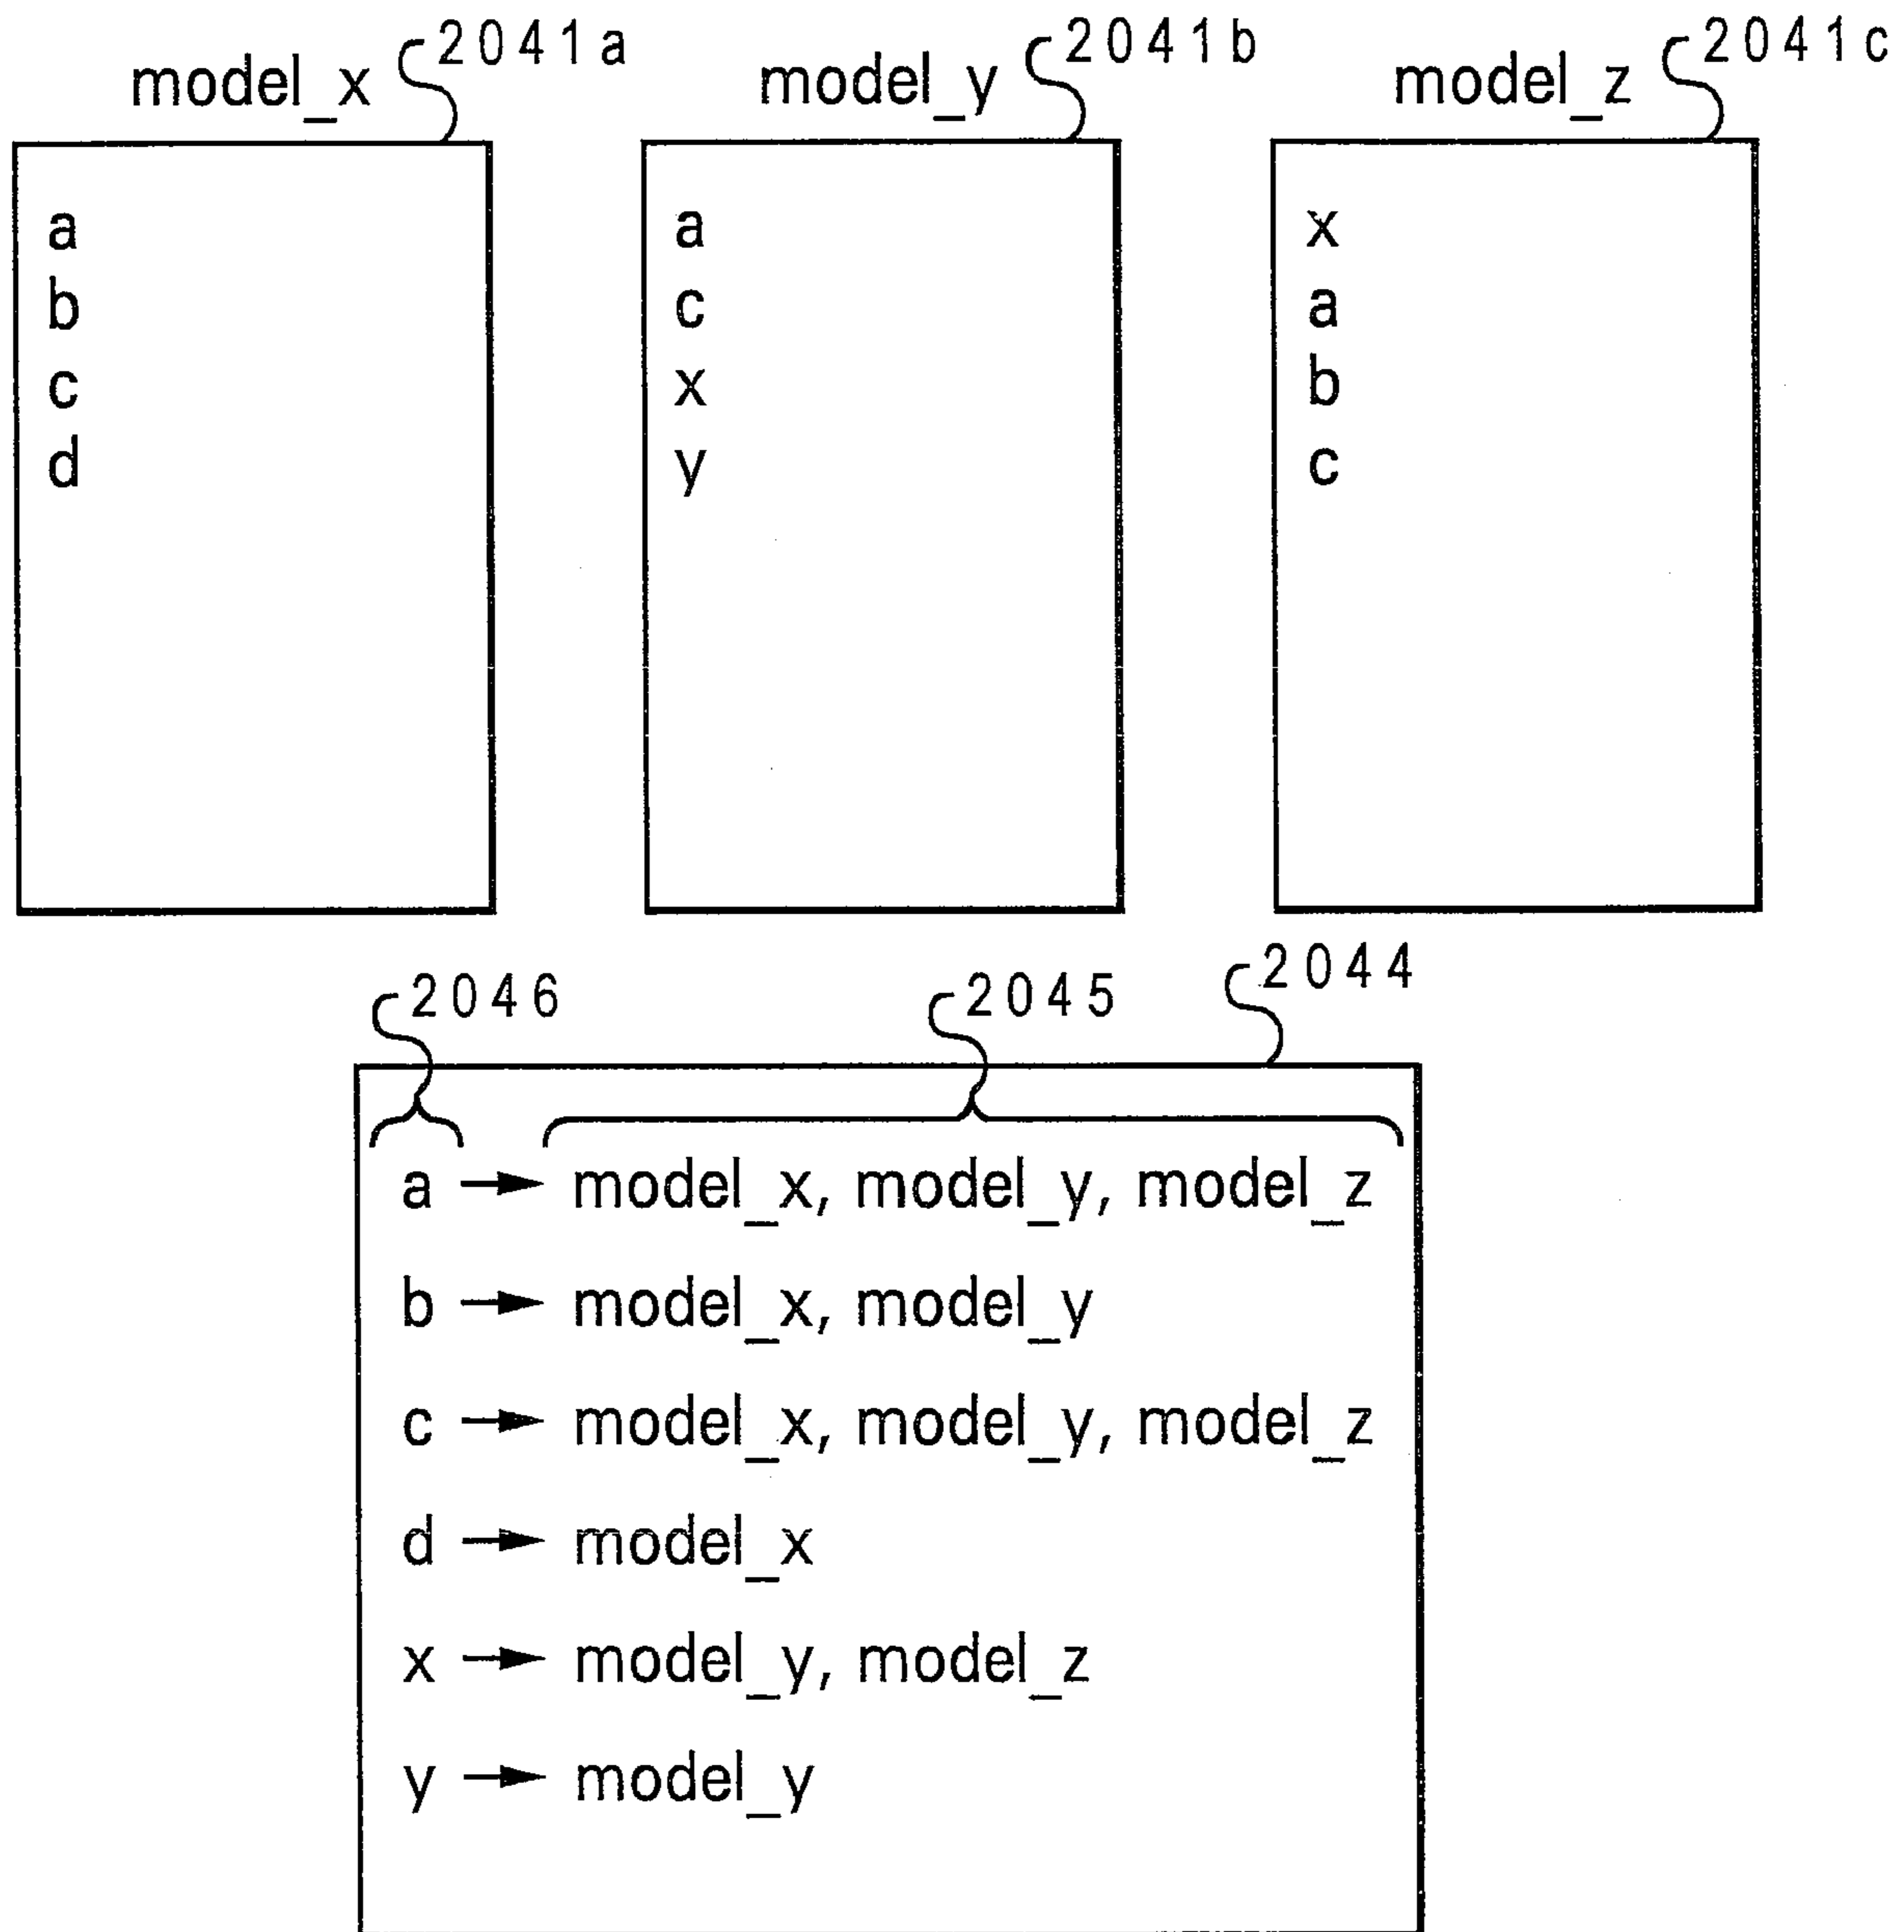 model_x 2041a
model_y 2041b
model_z 2041c
a
b
c
d
a
c
x
y
x
a
b
c
2046
2045
2044
a → model_x, model_y, model_z
b → model_x, model_y
c → model_x, model_y, model_z
d → model_x
x → model_y, model_z
y → model_y